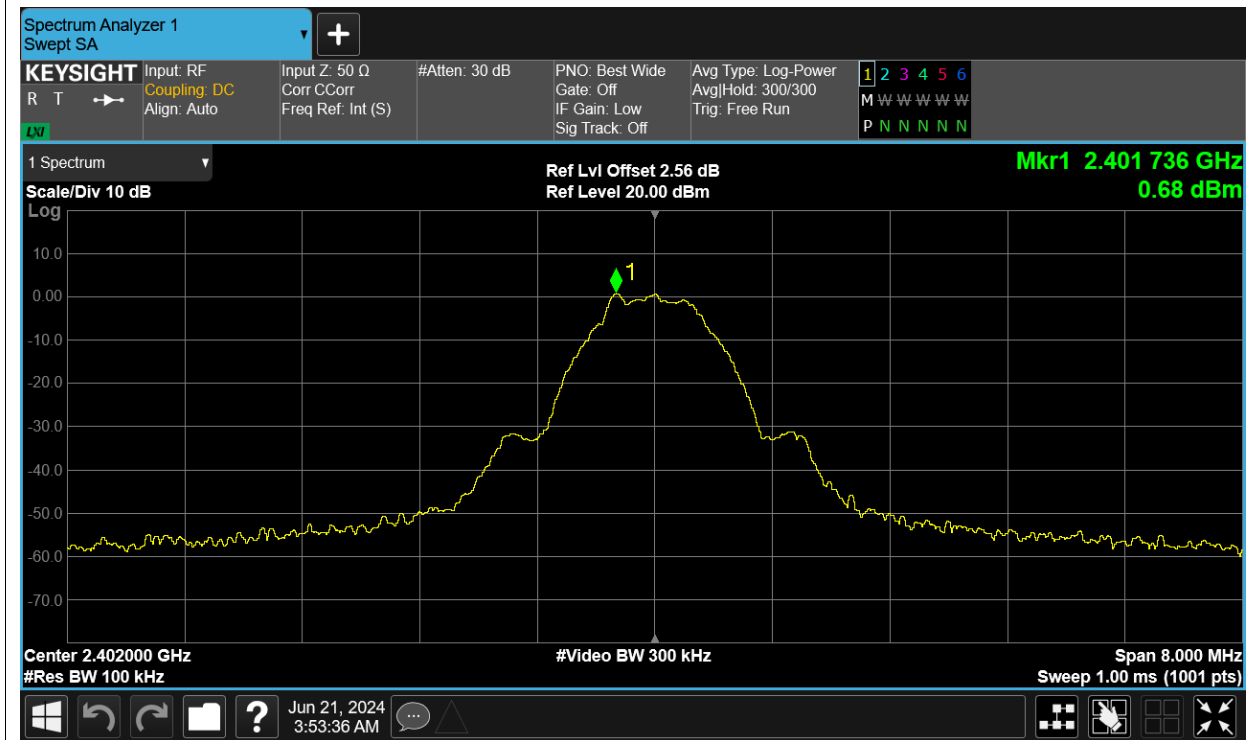 Spectrum Analyzer 1
Swept SA
KEYSIGHT
R T
LXI
Input: RF
Coupling: DC
Align: Auto
Input Z: 50 Ω
Corr CCorr
Freq Ref: Int (S)
#Atten: 30 dB
PNO: Best Wide
Gate: Off
IF Gain: Low
Sig Track: Off
Avg Type: Log-Power
Avg|Hold: 300/300
Trig: Free Run
1 2 3 4 5 6
M W W W W W
P N N N N N
1 Spectrum
Scale/Div 10 dB
Log
Ref Lvl Offset 2.56 dB
Ref Level 20.00 dBm
Mkr1 2.401 736 GHz
0.68 dBm
10.0
1
0.00
-10.0
-20.0
-30.0
-40.0
-50.0
-60.0
-70.0
Center 2.402000 GHz
#Res BW 100 kHz
#Video BW 300 kHz
Span 8.000 MHz
Sweep 1.00 ms (1001 pts)
?
Jun 21, 2024
3:53:36 AM